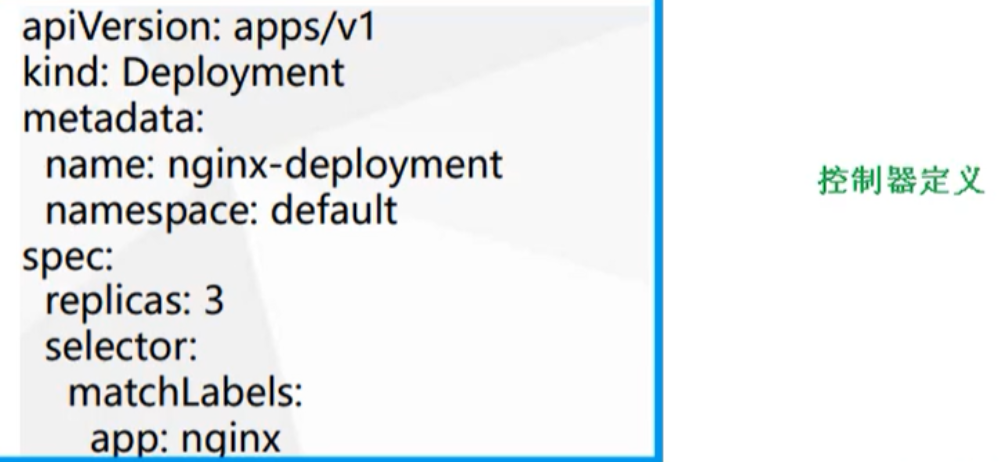 apiVersion: apps/v1
kind: Deployment
metadata:
  name: nginx-deployment
  namespace: default
spec:
  replicas: 3
  selector:
    matchLabels:
      app: nginx
控制器定义